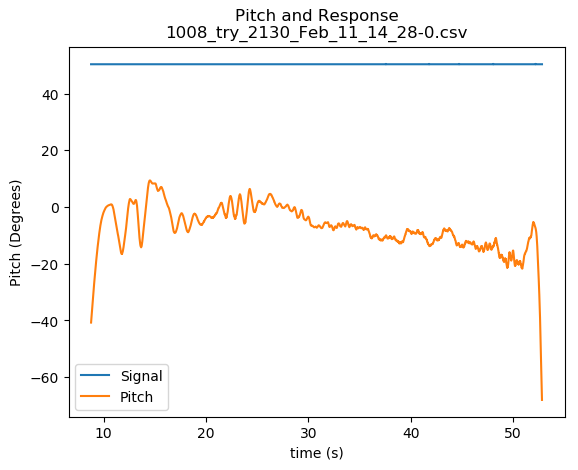 Pitch and Response
1008_try_2130_Feb_11_14_28-0.csv
Pitch (Degrees)
40
20
0
−20
−40
−60
Signal
Pitch
10
20
30
40
50
time (s)